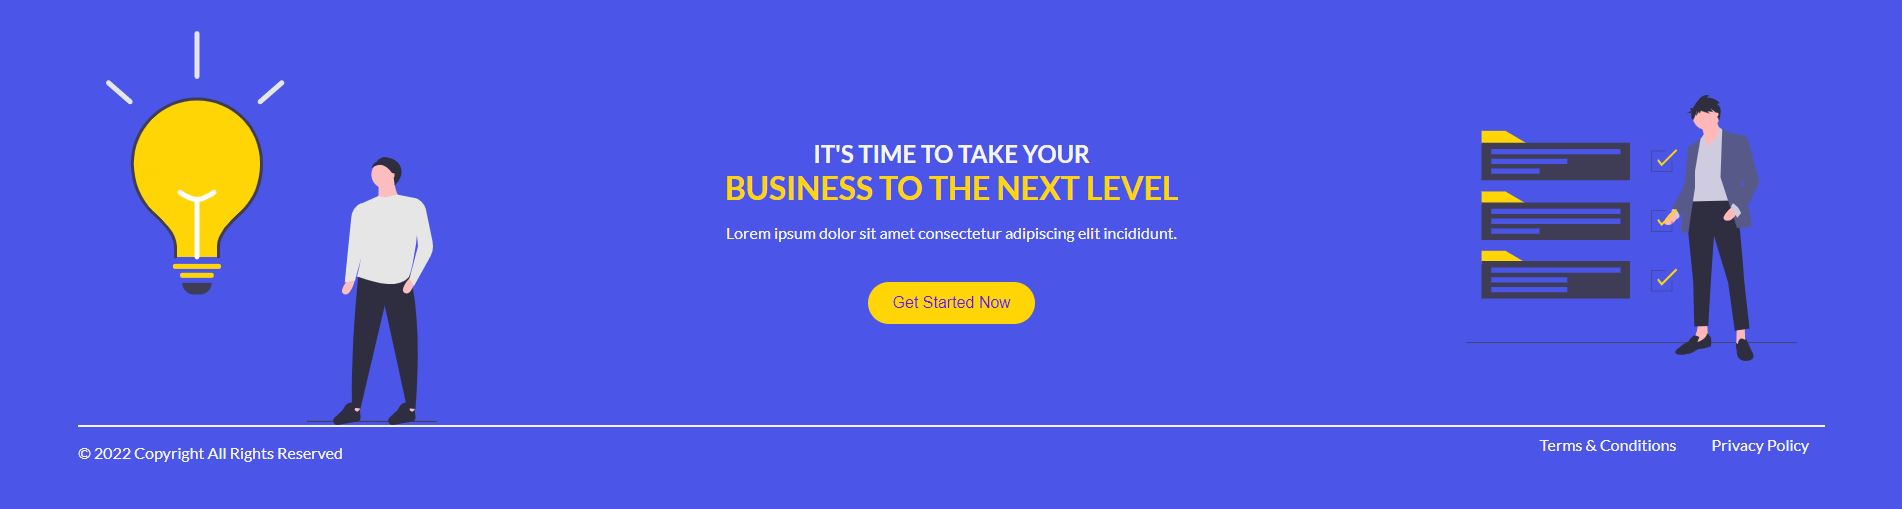 IT'S TIME TO TAKE YOUR
BUSINESS TO THE NEXT LEVEL
Lorem ipsum dolor sit amet consectetur adipiscing elit incididunt.
Get Started Now
© 2022 Copyright All Rights Reserved
Terms & Conditions
Privacy Policy